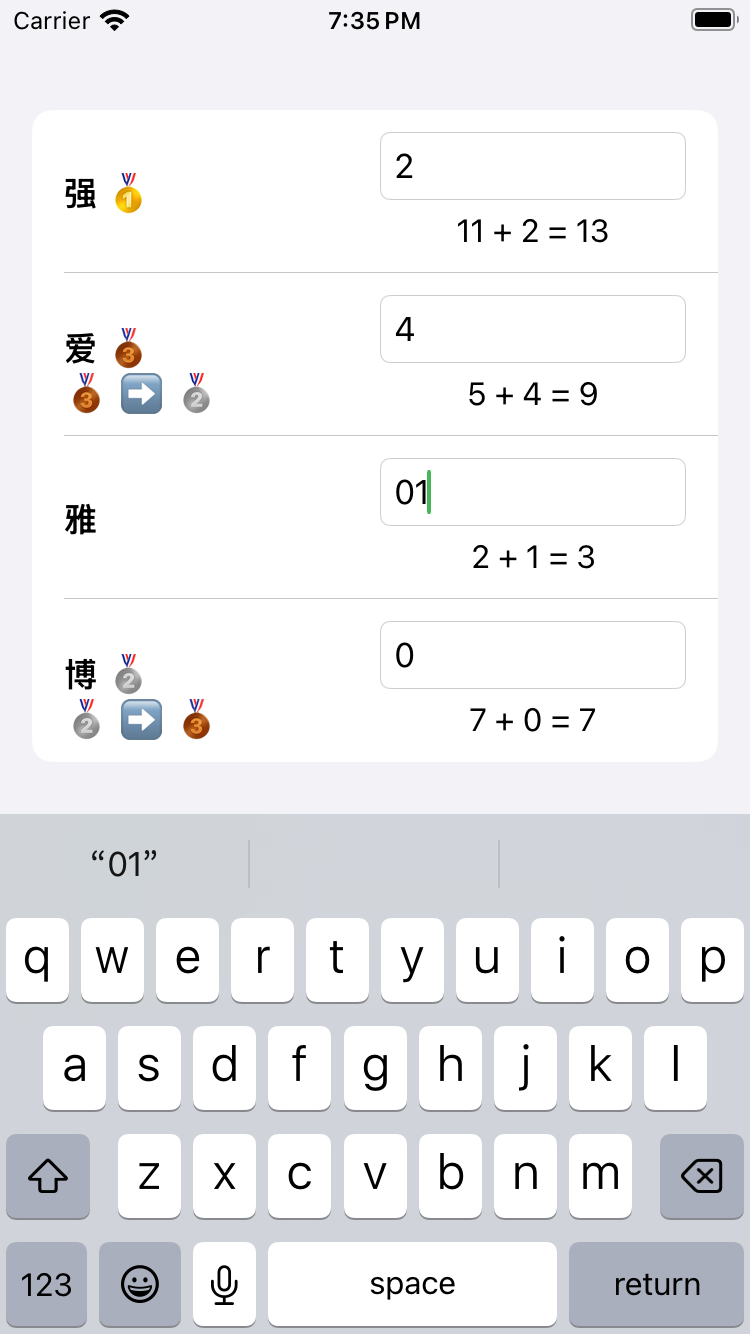 Carrier 7:35 PM
强 🥇 2
11 + 2 = 13
爱 🥉 4
🥉 ➡️ 🥈 5 + 4 = 9
雅 01
2 + 1 = 3
博 🥈 0
🥈 ➡️ 🥉 7 + 0 = 7
“01”
q w e r t y u i o p
a s d f g h j k l
z x c v b n m
123 space return